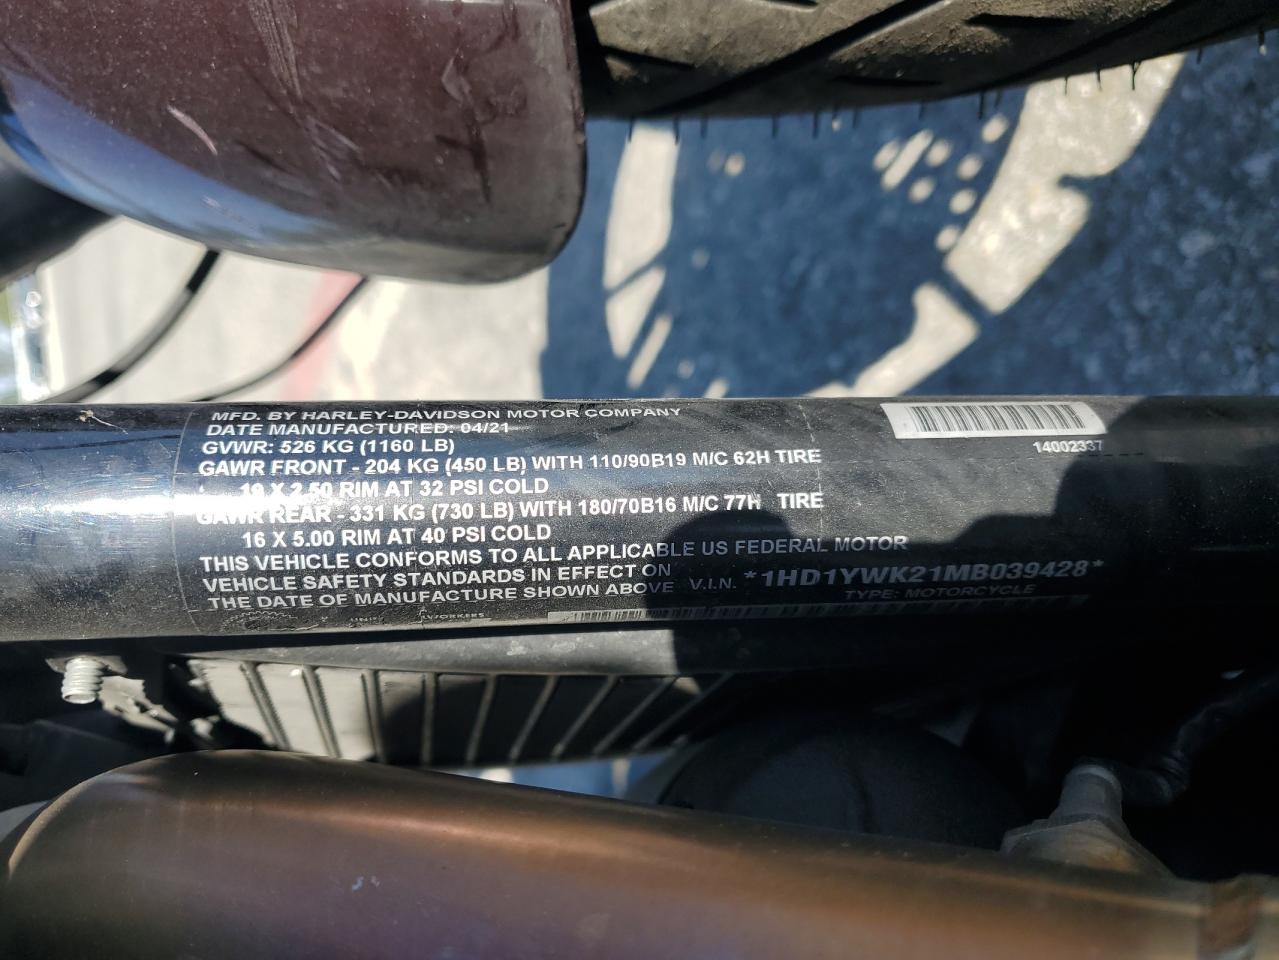 MFD. BY HARLEY-DAVIDSON MOTOR COMPANY
DATE MANUFACTURED: 04/21
GVWR: 526 KG (1160 LB)
GAWR FRONT - 204 KG (450 LB) WITH 110/90B19 M/C 62H TIRE
19 X 2.50 RIM AT 32 PSI COLD
GAWR REAR - 331 KG (730 LB) WITH 180/70B16 M/C 77H TIRE
16 X 5.00 RIM AT 40 PSI COLD
THIS VEHICLE CONFORMS TO ALL APPLICABLE US FEDERAL MOTOR
VEHICLE SAFETY STANDARDS IN EFFECT ON
THE DATE OF MANUFACTURE SHOWN ABOVE V.I.N. *1HD1YWK21MB039428*
TYPE: MOTORCYCLE
14002337